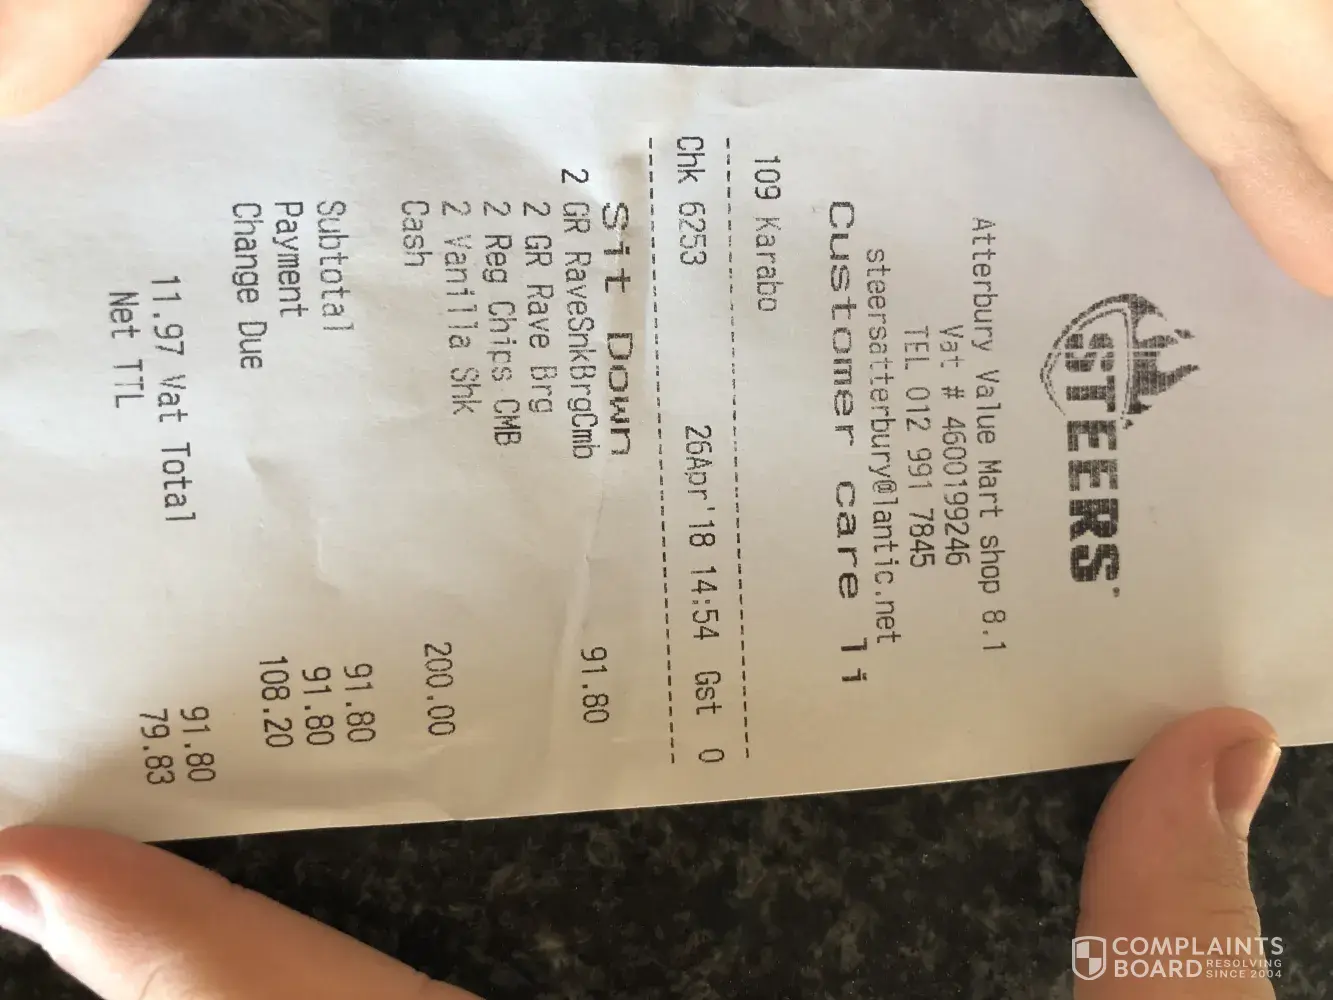 STEERS
Atterbury Value Mart shop 8.1
Vat # 4600199246
TEL 012 991 7845
steersatterbury@lantic.net
Customer care li
109 Karabo
Chk 6253 26Apr'18 14:54 Gst 0
Sit Down
2 GR RaveSnkBrgCmb 91.80
2 GR Rave Brg
2 Reg Chips CMB
2 Vanilla Shk
Cash 200.00
Subtotal 91.80
Payment 91.80
Change Due 108.20
11.97 Vat Total 91.80
Net TTL 79.83
COMPLAINTS
BOARD RESOLVING SINCE 2004